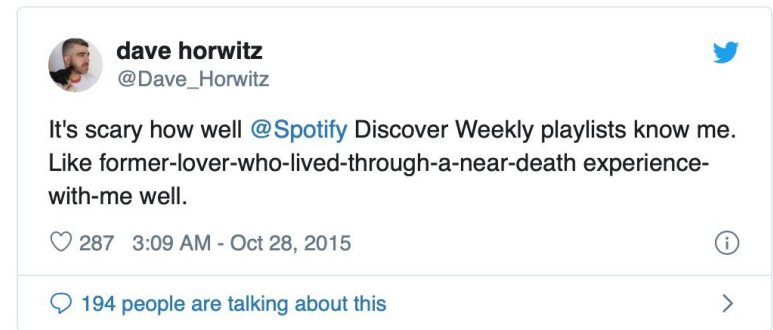 dave horwitz
@Dave_Horwitz
It's scary how well @Spotify Discover Weekly playlists know me.
Like former-lover-who-lived-through-a-near-death experience-
with-me well.
287 3:09 AM - Oct 28, 2015
194 people are talking about this